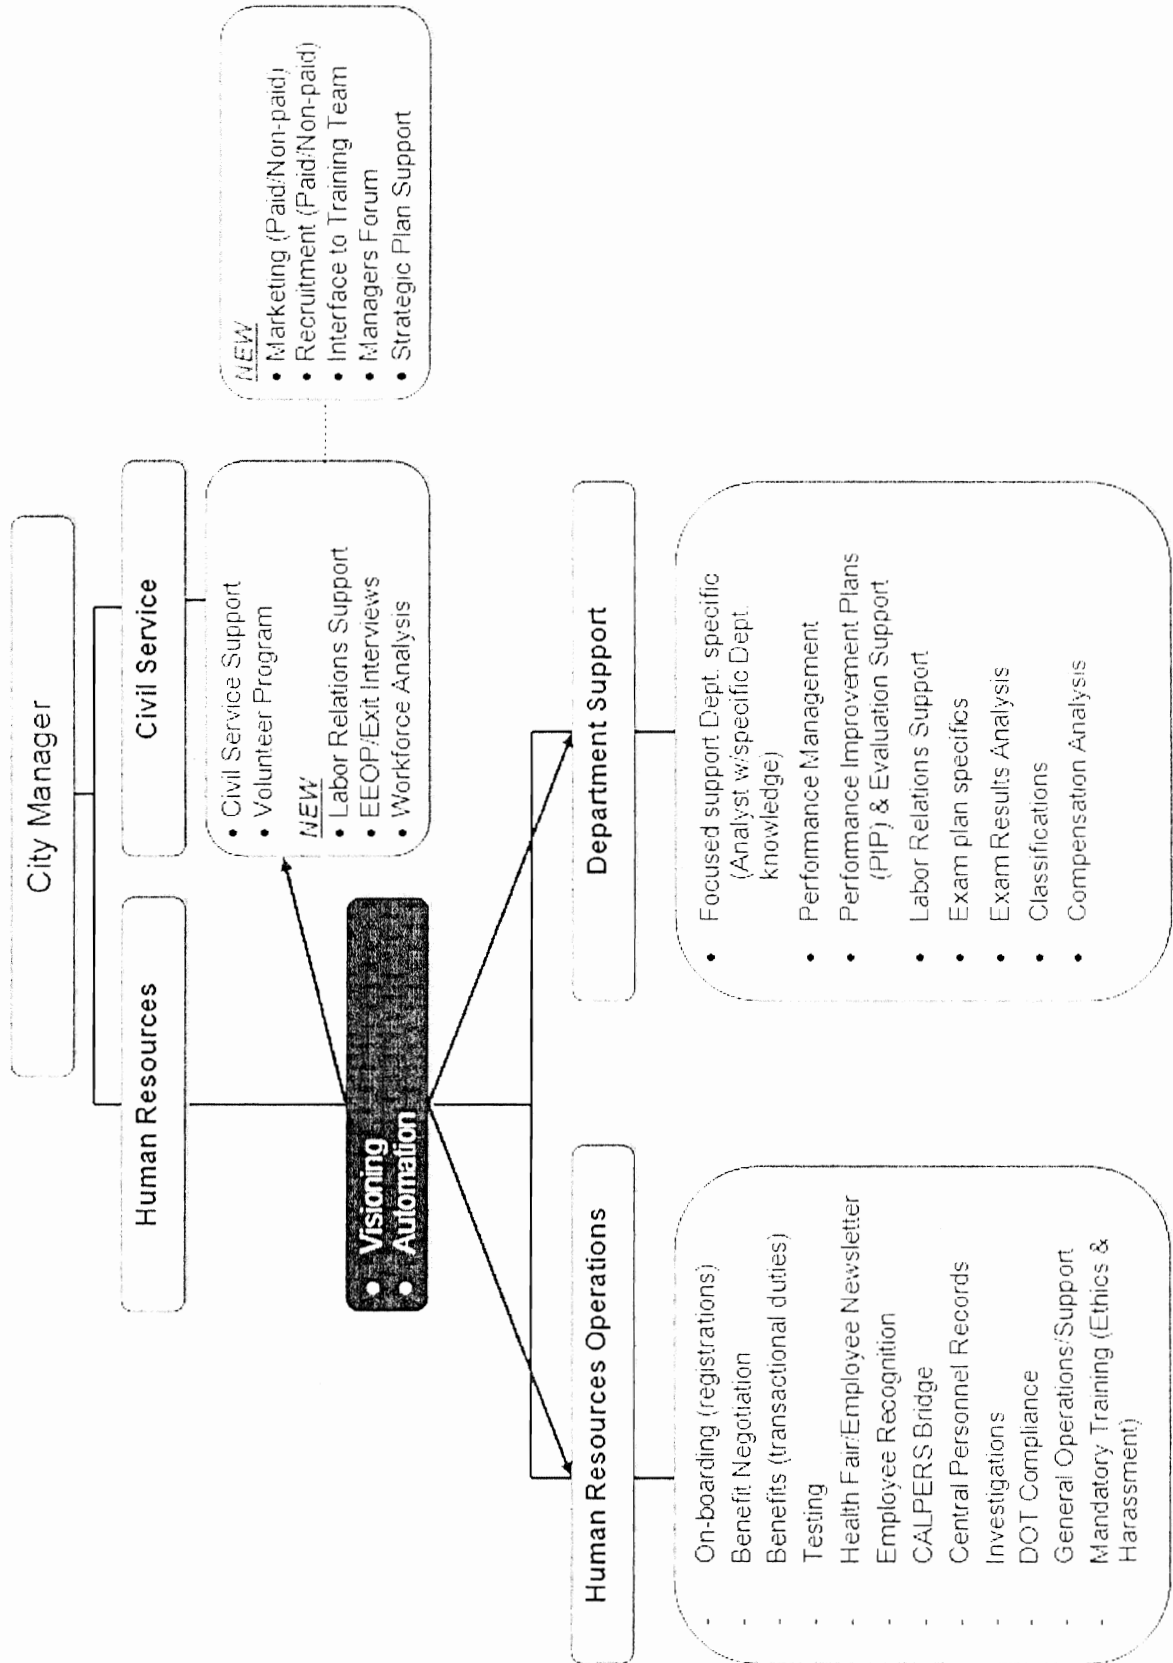 City Manager
Human Resources
Civil Service
• Civil Service Support
• Volunteer Program
NEW
• Labor Relations Support
• EEOP/Exit Interviews
• Workforce Analysis
NEW
• Marketing (Paid/Non-paid)
• Recruitment (Paid/Non-paid)
• Interface to Training Team
• Managers Forum
• Strategic Plan Support
• Visioning
• Automation
Human Resources Operations
- On-boarding (registrations)
- Benefit Negotiation
- Benefits (transactional duties)
- Testing
- Health Fair/Employee Newsletter
- Employee Recognition
- CALPERS Bridge
- Central Personnel Records
- Investigations
- DOT Compliance
- General Operations/Support
- Mandatory Training (Ethics &
Harassment)
Department Support
• Focused support Dept. specific
(Analyst w/specific Dept.
knowledge)
• Performance Management
• Performance Improvement Plans
(PIP) & Evaluation Support
• Labor Relations Support
• Exam plan specifics
• Exam Results Analysis
• Classifications
• Compensation Analysis